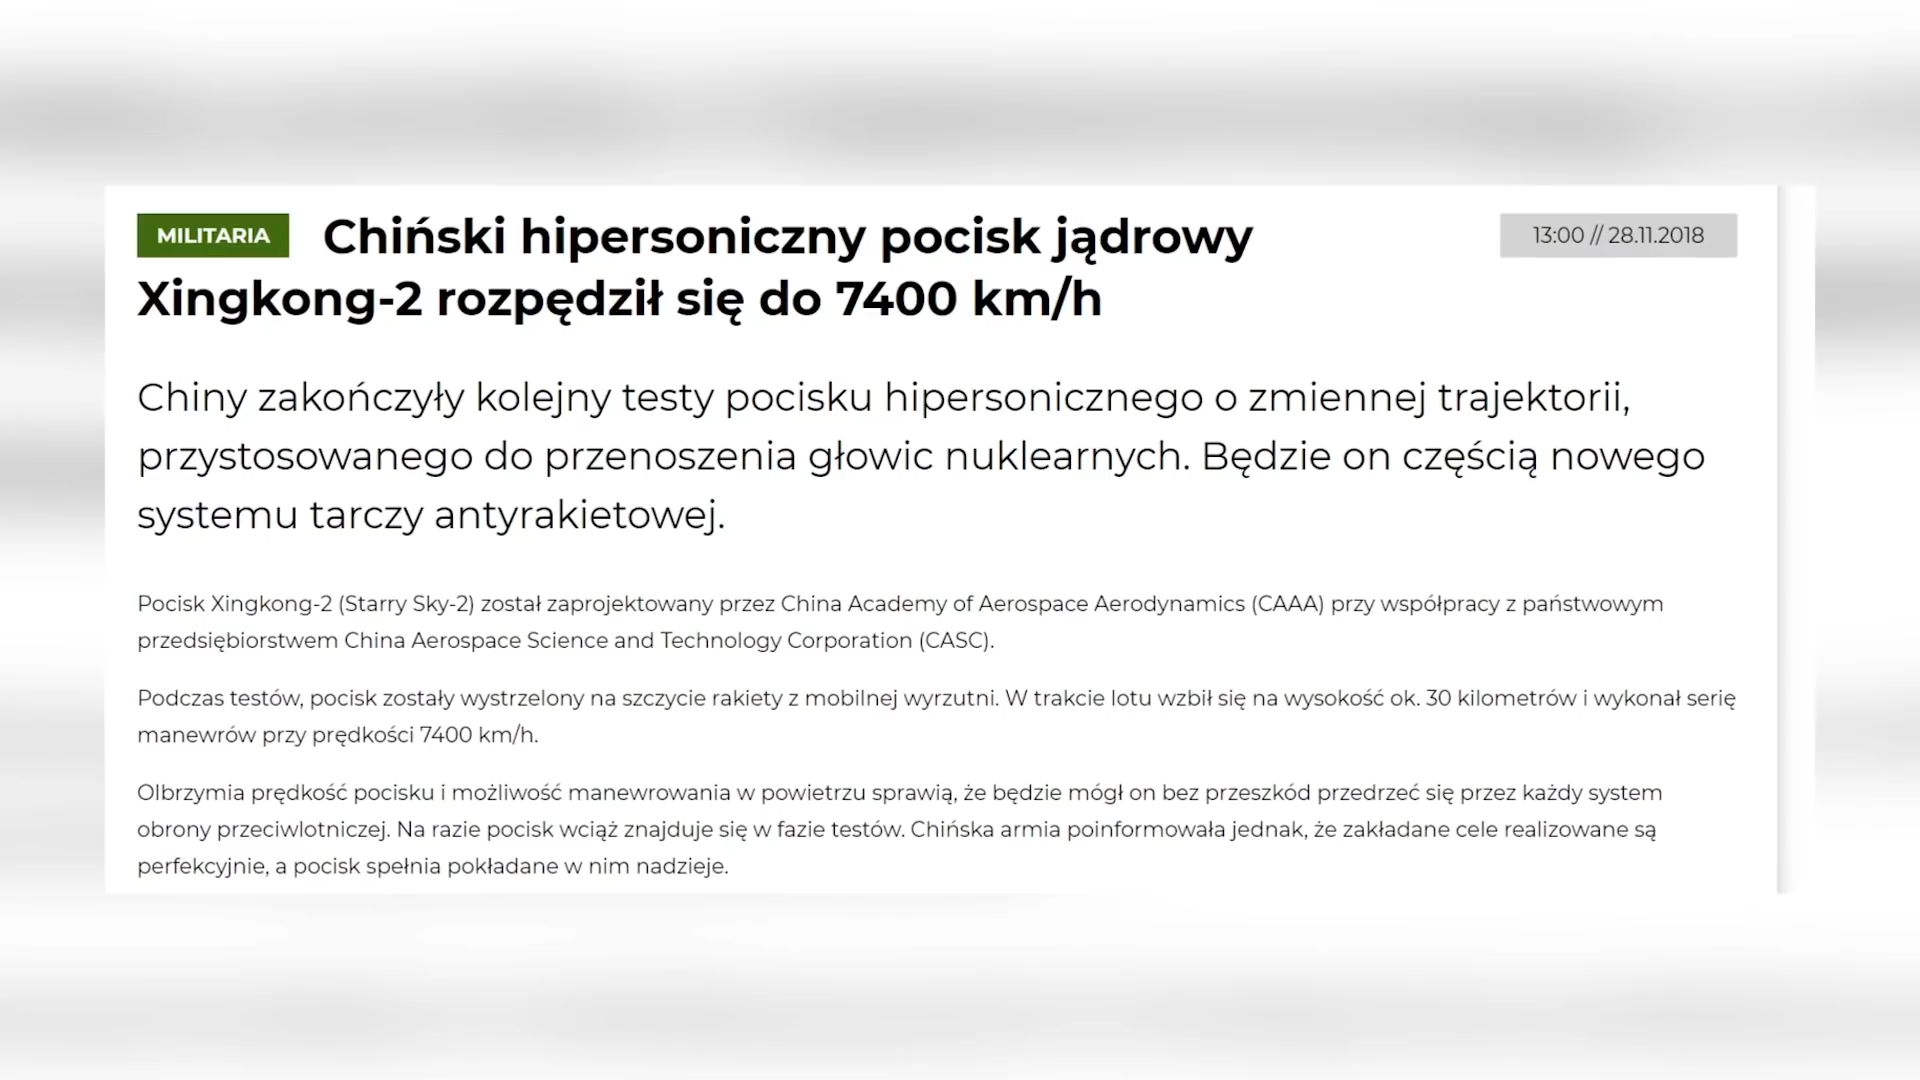 MILITARIA
Chiński hipersoniczny pocisk jądrowy
13:00 // 28.11.2018
Xingkong-2 rozpędził się do 7400 km/h
Chiny zakończyły kolejny testy pocisku hipersonicznego o zmiennej trajektorii,
przystosowanego do przenoszenia głowic nuklearnych. Będzie on częścią nowego
systemu tarczy antyrakietowej.
Pocisk Xingkong-2 (Starry Sky-2) został zaprojektowany przez China Academy of Aerospace Aerodynamics (CAAA) przy współpracy z państwowym
przedsiębiorstwem China Aerospace Science and Technology Corporation (CASC).
Podczas testów, pocisk zostały wystrzelony na szczycie rakiety z mobilnej wyrzutni. W trakcie lotu wzbił się na wysokość ok. 30 kilometrów i wykonał serię
manewrów przy prędkości 7400 km/h.
Olbrzymia prędkość pocisku i możliwość manewrowania w powietrzu sprawią, że będzie mógł on bez przeszkód przedrzeć się przez każdy system
obrony przeciwlotniczej. Na razie pocisk wciąż znajduje się w fazie testów. Chińska armia poinformowała jednak, że zakładane cele realizowane są
perfekcyjnie, a pocisk spełnia pokładane w nim nadzieje.